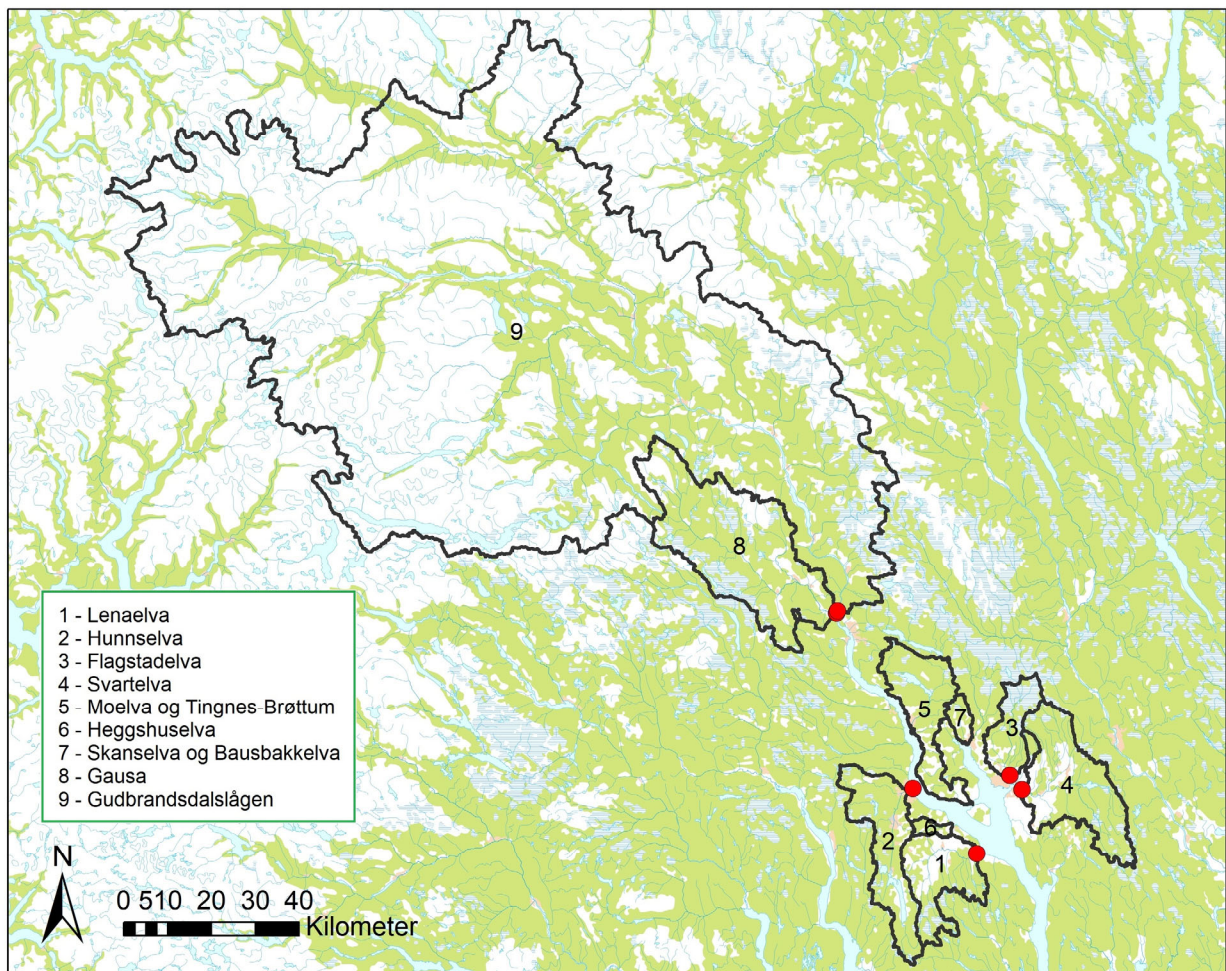 9
8
1 - Lenaelva
2 - Hunnselva
3 - Flagstadelva
4 - Svartelva
5 - Moelva og Tingnes-Brøttum
6 - Heggshuselva
7 - Skanselva og Bausbakkelva
8 - Gausa
9 - Gudbrandsdalslågen
5
7
3
4
2
6
1
N
0 510 20 30 40
Kilometer